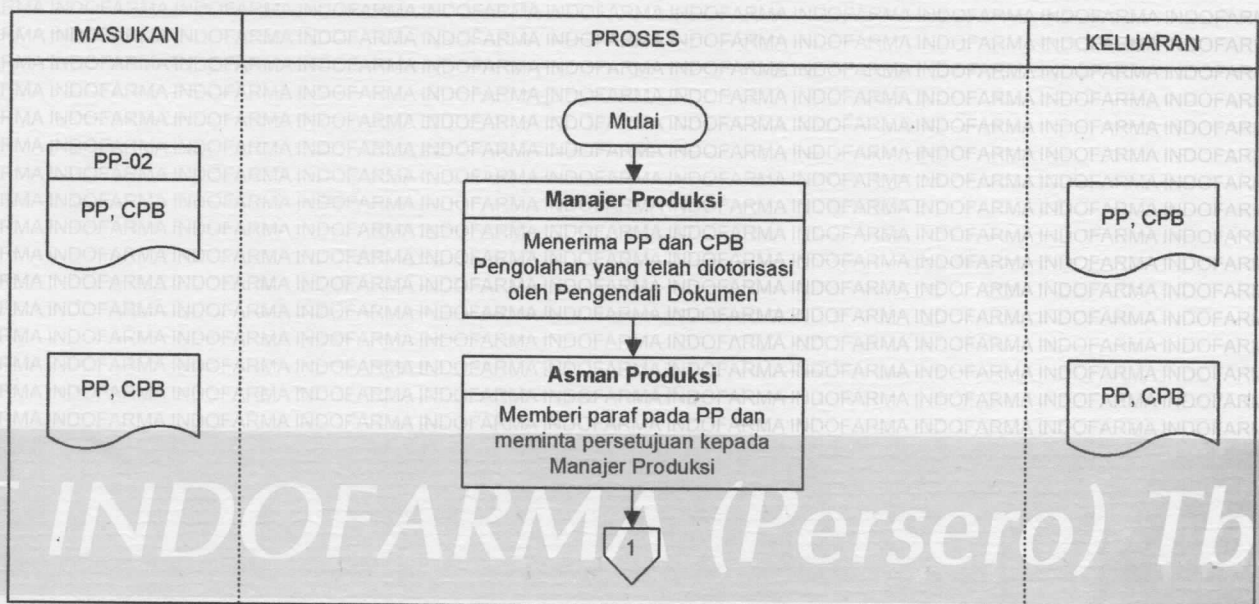 MASUKAN
PROSES
KELUARAN
Mulai
PP-02
PP, CPB
Manajer Produksi
Menerima PP dan CPB
Pengolahan yang telah diotorisasi
oleh Pengendali Dokumen
PP, CPB
PP, CPB
Asman Produksi
Memberi paraf pada PP dan
meminta persetujuan kepada
Manajer Produksi
PP, CPB
1
INDOFARMA (Persero) Tb